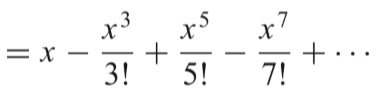 = x − x³/3! + x⁵/5! − x⁷/7! + ⋯